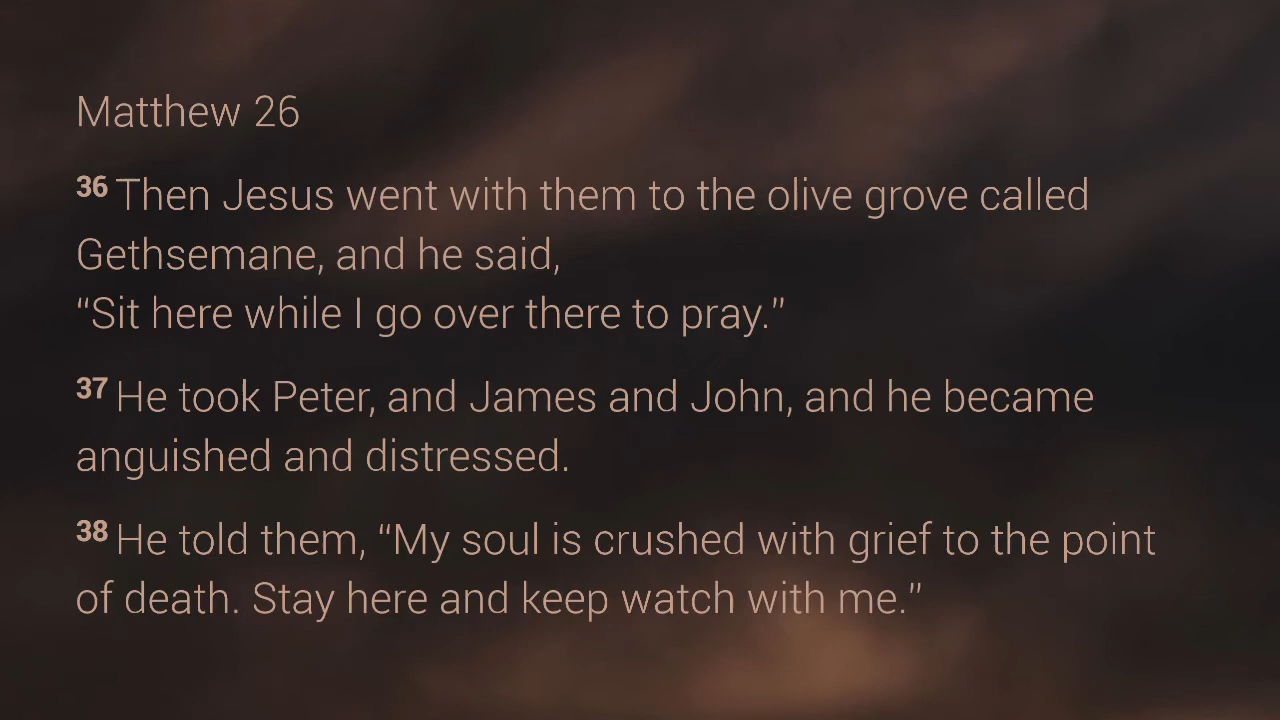 Matthew 26
36 Then Jesus went with them to the olive grove called
Gethsemane, and he said,
“Sit here while I go over there to pray.”
37 He took Peter, and James and John, and he became
anguished and distressed.
38 He told them, “My soul is crushed with grief to the point
of death. Stay here and keep watch with me.”